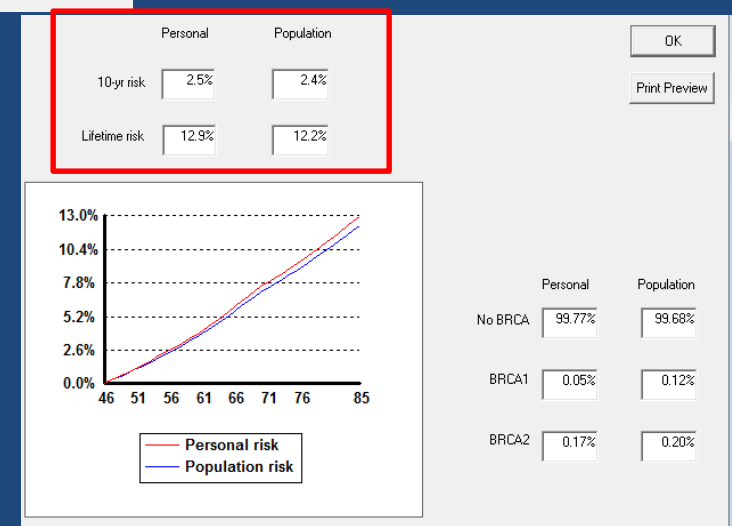 Personal Population
OK
10-yr risk 2.5% 2.4%
Print Preview
Lifetime risk 12.9% 12.2%
13.0%
10.4%
7.8%
5.2%
2.6%
0.0%
46 51 56 61 66 71 76 85
Personal risk
Population risk
Personal Population
No BRCA 99.77% 99.68%
BRCA1 0.05% 0.12%
BRCA2 0.17% 0.20%